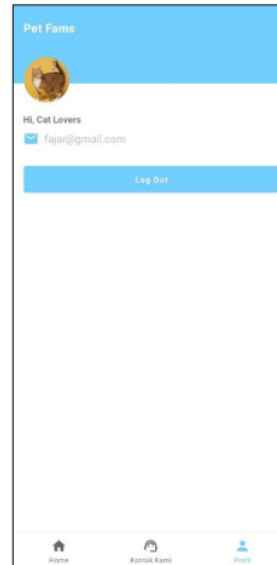 Pet Fams
Hi, Cat Lovers
fajar@gmail.com
Log Out
Home
Kontak Kami
Profil